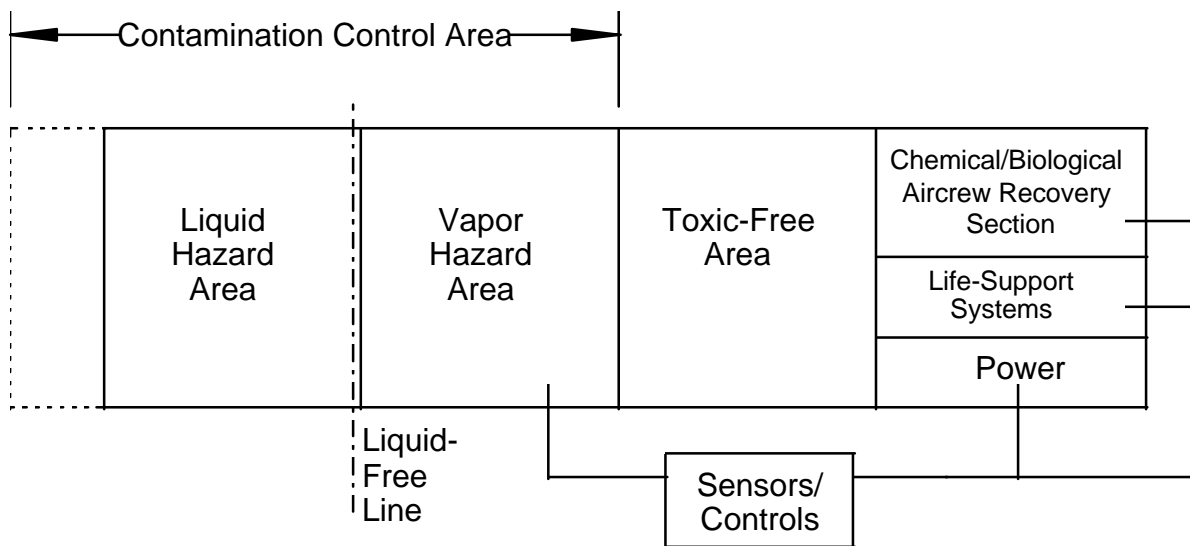 Contamination Control Area
Liquid
Hazard
Area
Vapor
Hazard
Area
Toxic-Free
Area
Chemical/Biological
Aircrew Recovery
Section
Life-Support
Systems
Power
Liquid-
Free
Line
Sensors/
Controls